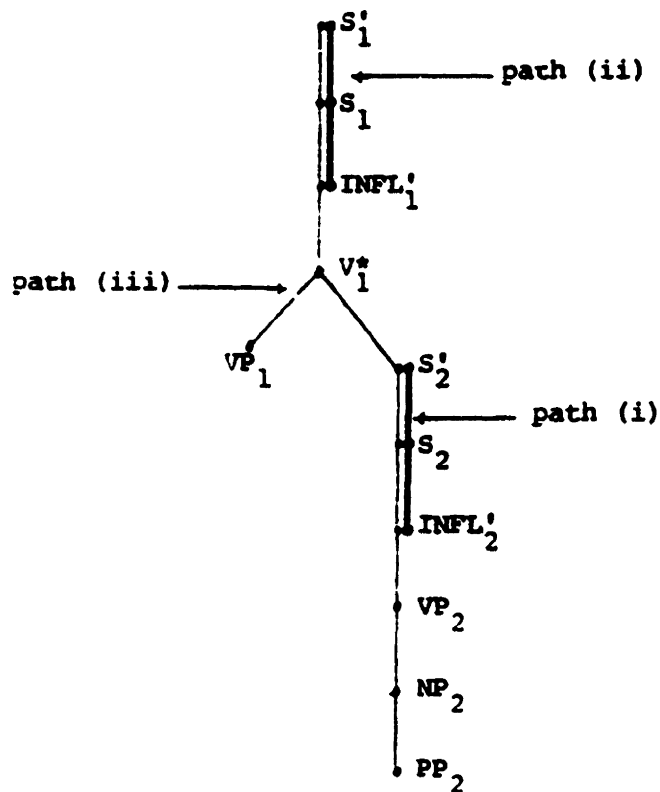 S'₁
path (ii)
S₁
INFL'₁
V*₁
path (iii)
VP₁
S'₂
path (i)
S₂
INFL'₂
VP₂
NP₂
PP₂